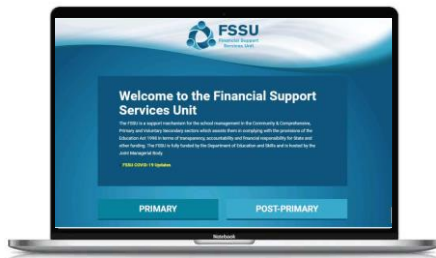 FSSU
Financial Support
Services Unit
Welcome to the Financial Support
Services Unit
The FSSU is a support mechanism for the school management in the Community & Comprehensive,
Primary and Voluntary Secondary sectors which assists them in complying with the provisions of the
Education Act 1998 in terms of transparency, accountability and financial responsibility for State and
other funding. The FSSU is fully funded by the Department of Education and Skills and is hosted by the
Joint Managerial Body.
FSSU COVID-19 Updates
PRIMARY
POST-PRIMARY
Notebook